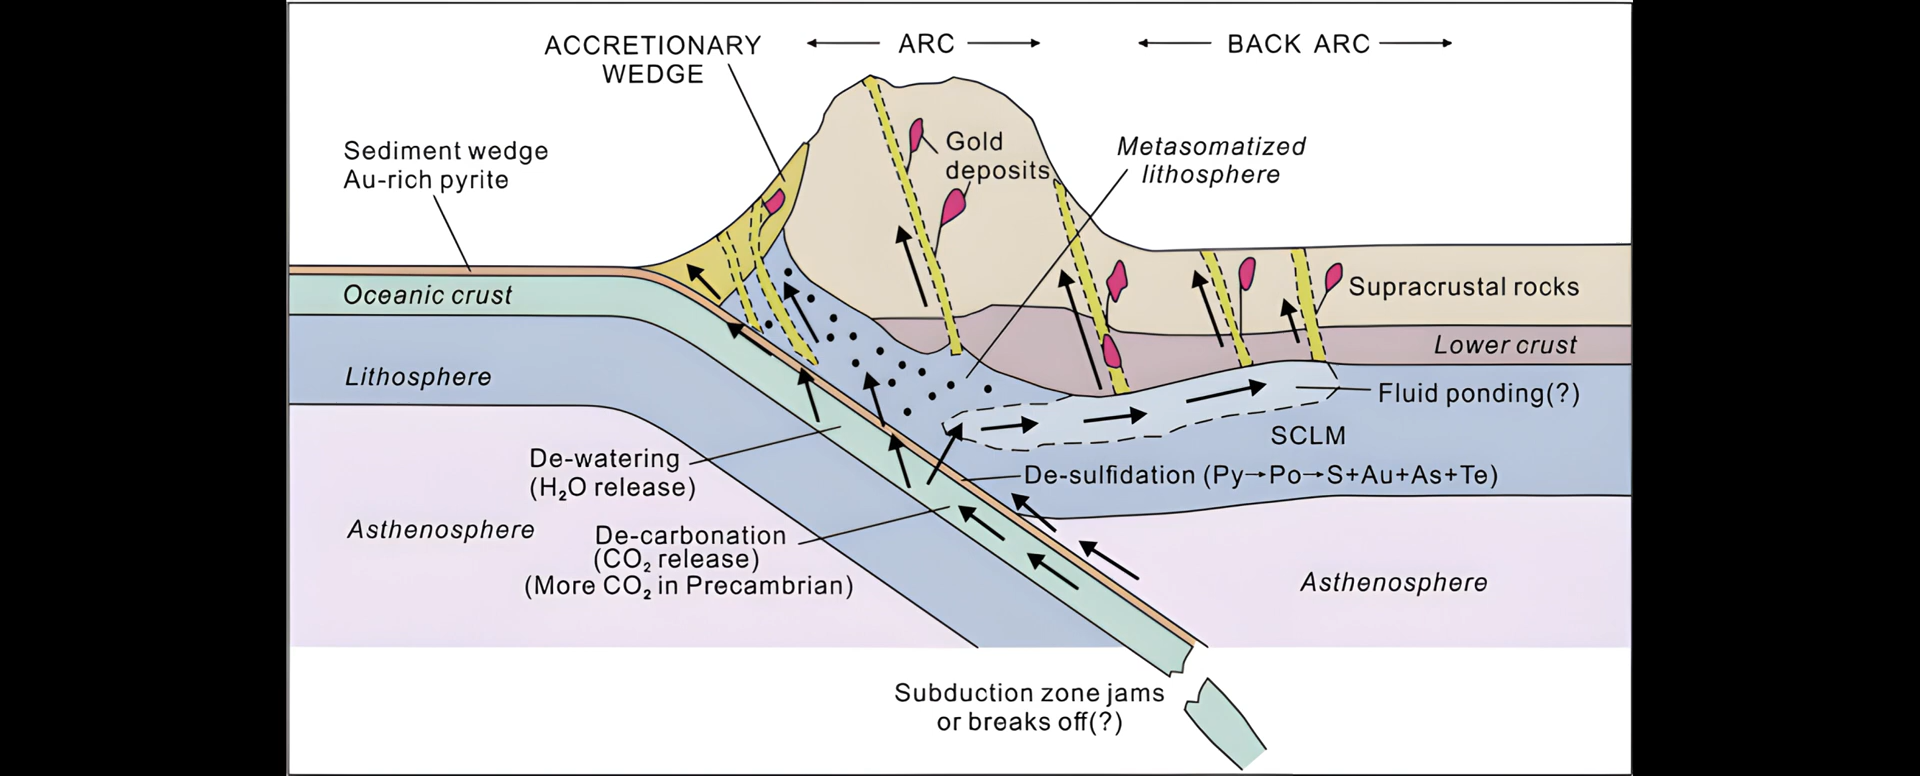 ACCRETIONARY
WEDGE
ARC
BACK ARC
Sediment wedge
Au-rich pyrite
Gold
deposits
Metasomatized
lithosphere
Oceanic crust
Supracrustal rocks
Lower crust
Lithosphere
Fluid ponding(?)
SCLM
De-watering
(H₂O release)
De-sulfidation (Py→Po→S+Au+As+Te)
Asthenosphere
De-carbonation
(CO₂ release)
(More CO₂ in Precambrian)
Asthenosphere
Subduction zone jams
or breaks off(?)